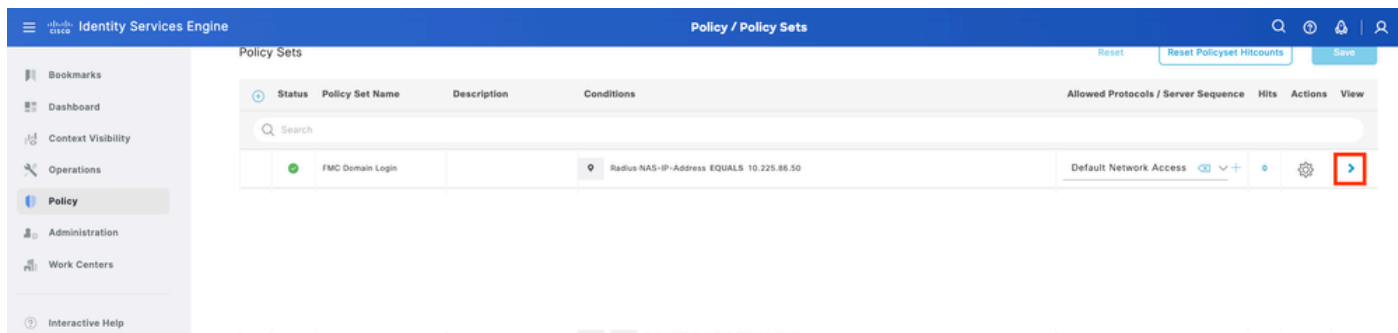 cisco Identity Services Engine
Policy / Policy Sets
Policy Sets
Reset
Reset Policyset Hitcounts
Save
Bookmarks
Dashboard
Context Visibility
Operations
Policy
Administration
Work Centers
Interactive Help
Status Policy Set Name Description Conditions Allowed Protocols / Server Sequence Hits Actions View
Search
FMC Domain Login Radius·NAS-IP-Address EQUALS 10.225.86.50 Default Network Access 0